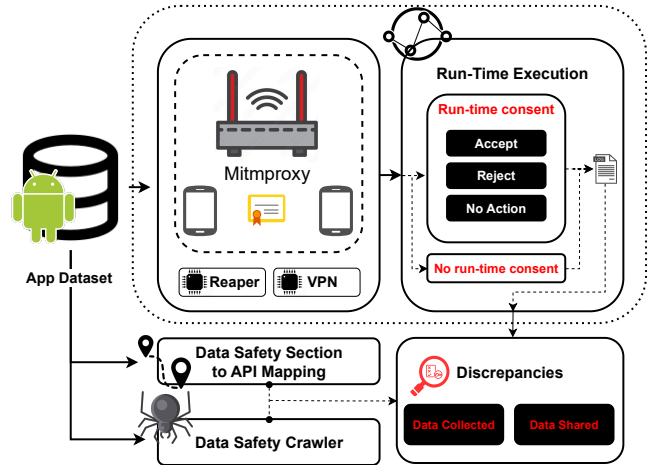 Run-Time Execution
Run-time consent
Accept
Reject
No Action
No run-time consent
LOG
Mitmproxy
Reaper
VPN
App Dataset
Data Safety Section
to API Mapping
Data Safety Crawler
Discrepancies
Data Collected
Data Shared